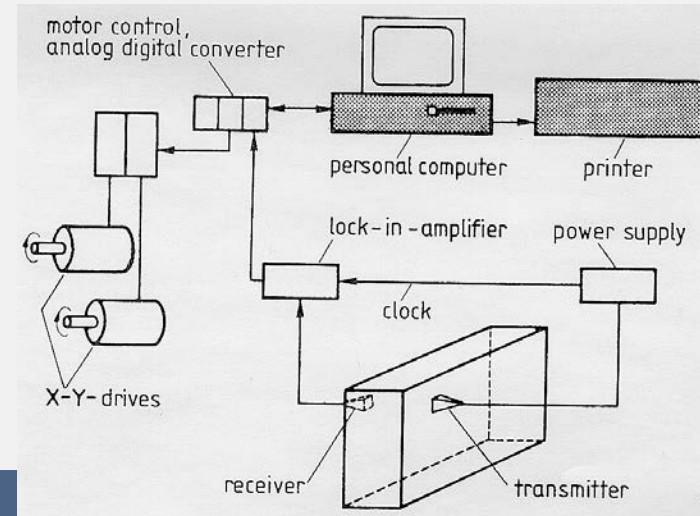 motor control,
analog digital converter
personal computer
printer
lock-in-amplifier
power supply
clock
X-Y-drives
receiver
transmitter